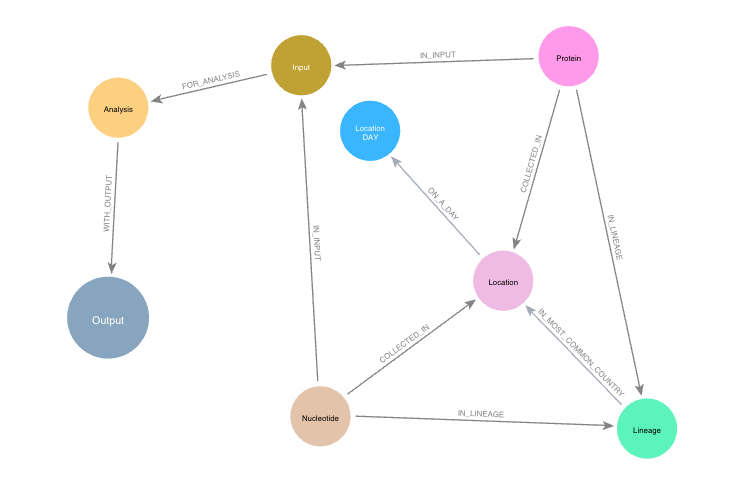 IN_INPUT
Protein
Input
FOR_ANALYSIS
Analysis
Location
DAY
COLLECTED_IN
ON_A_DAY
WITH_OUTPUT
IN_INPUT
IN_LINEAGE
Location
Output
COLLECTED_IN
IN_MOST_COMMON_COUNTRY
Nucleotide
IN_LINEAGE
Lineage